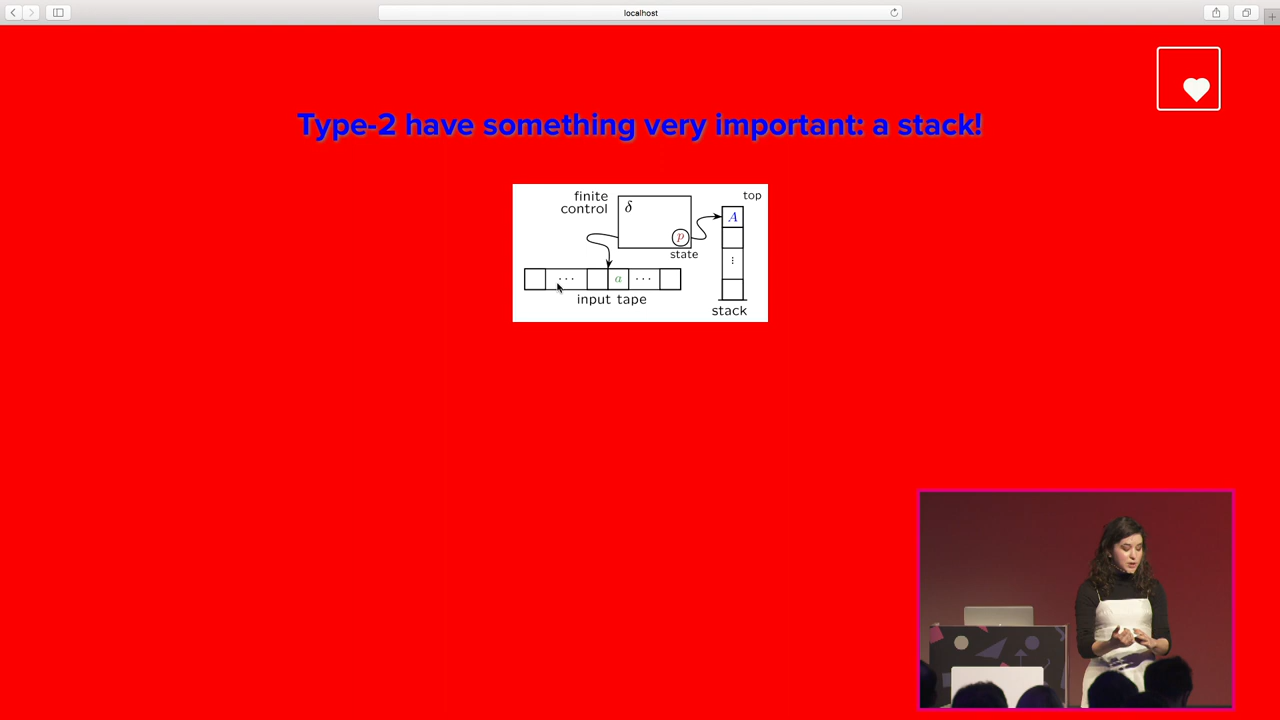 localhost
Type-2 have something very important: a stack!
finite
control
δ
top
A
p
state
⋮
··· a ···
input tape
stack